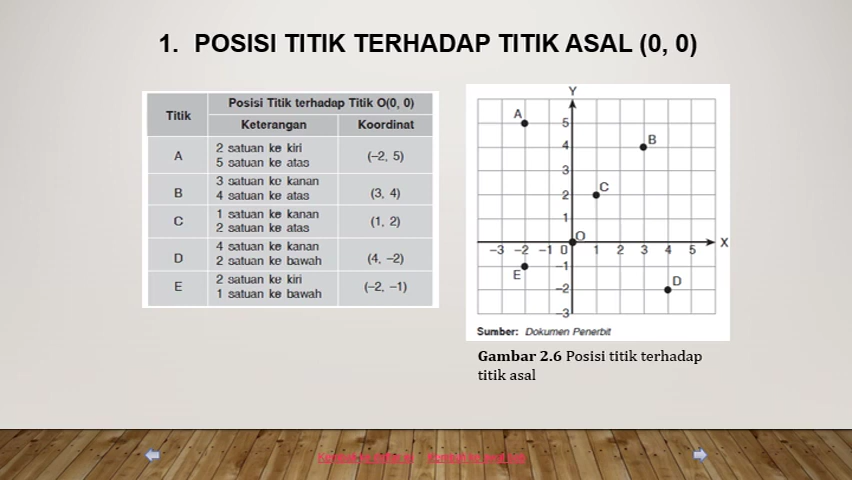 1. POSISI TITIK TERHADAP TITIK ASAL (0, 0)
Titik
Posisi Titik terhadap Titik O(0, 0)
Keterangan Koordinat
A
2 satuan ke kiri
5 satuan ke atas
(–2, 5)
B
3 satuan ke kanan
4 satuan ke atas
(3, 4)
C
1 satuan ke kanan
2 satuan ke atas
(1, 2)
D
4 satuan ke kanan
2 satuan ke bawah
(4, –2)
E
2 satuan ke kiri
1 satuan ke bawah
(–2, –1)
Y
A
5
B
4
3
C
2
1
O
X
–3 –2 –1 0 1 2 3 4 5
–1
E
D
–2
–3
Sumber: Dokumen Penerbit
Gambar 2.6 Posisi titik terhadap
titik asal